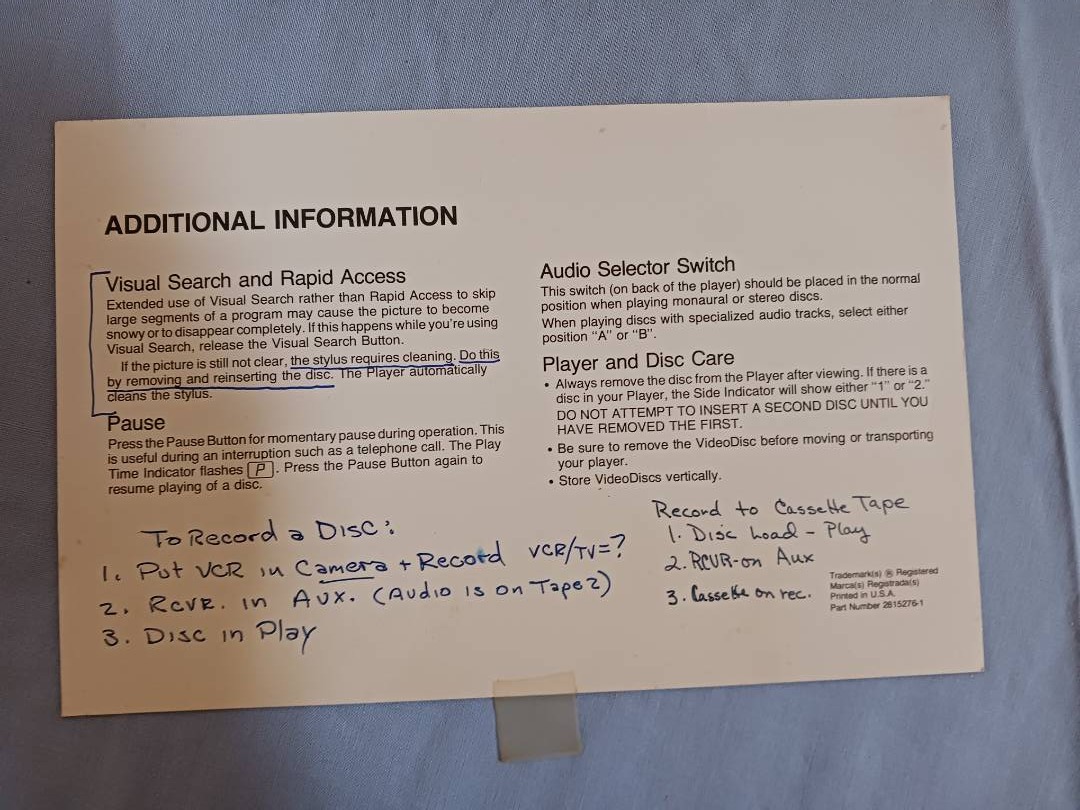 ADDITIONAL INFORMATION
Visual Search and Rapid Access
Extended use of Visual Search rather than Rapid Access to skip
large segments of a program may cause the picture to become
snowy or to disappear completely. If this happens while you're using
Visual Search, release the Visual Search Button.
If the picture is still not clear, the stylus requires cleaning. Do this
by removing and reinserting the disc. The Player automatically
cleans the stylus.
Pause
Press the Pause Button for momentary pause during operation. This
is useful during an interruption such as a telephone call. The Play
Time Indicator flashes P. Press the Pause Button again to
resume playing of a disc.
Audio Selector Switch
This switch (on back of the player) should be placed in the normal
position when playing monaural or stereo discs.
When playing discs with specialized audio tracks, select either
position "A" or "B".
Player and Disc Care
• Always remove the disc from the Player after viewing. If there is a
disc in your Player, the Side Indicator will show either "1" or "2."
DO NOT ATTEMPT TO INSERT A SECOND DISC UNTIL YOU
HAVE REMOVED THE FIRST.
• Be sure to remove the VideoDisc before moving or transporting
your player.
• Store VideoDiscs vertically.
To Record a Disc:
1. Put VCR in Camera + Record VCR/TV=?
2. Rcvr. in Aux. (Audio is on Tape 2)
3. Disc in Play
Record to Cassette Tape
1. Disc Load - Play
2. RCVR-on Aux
3. Cassette on rec.
Trademark(s) ® Registered
Marca(s) Registrada(s)
Printed in U.S.A.
Part Number 2615276-1